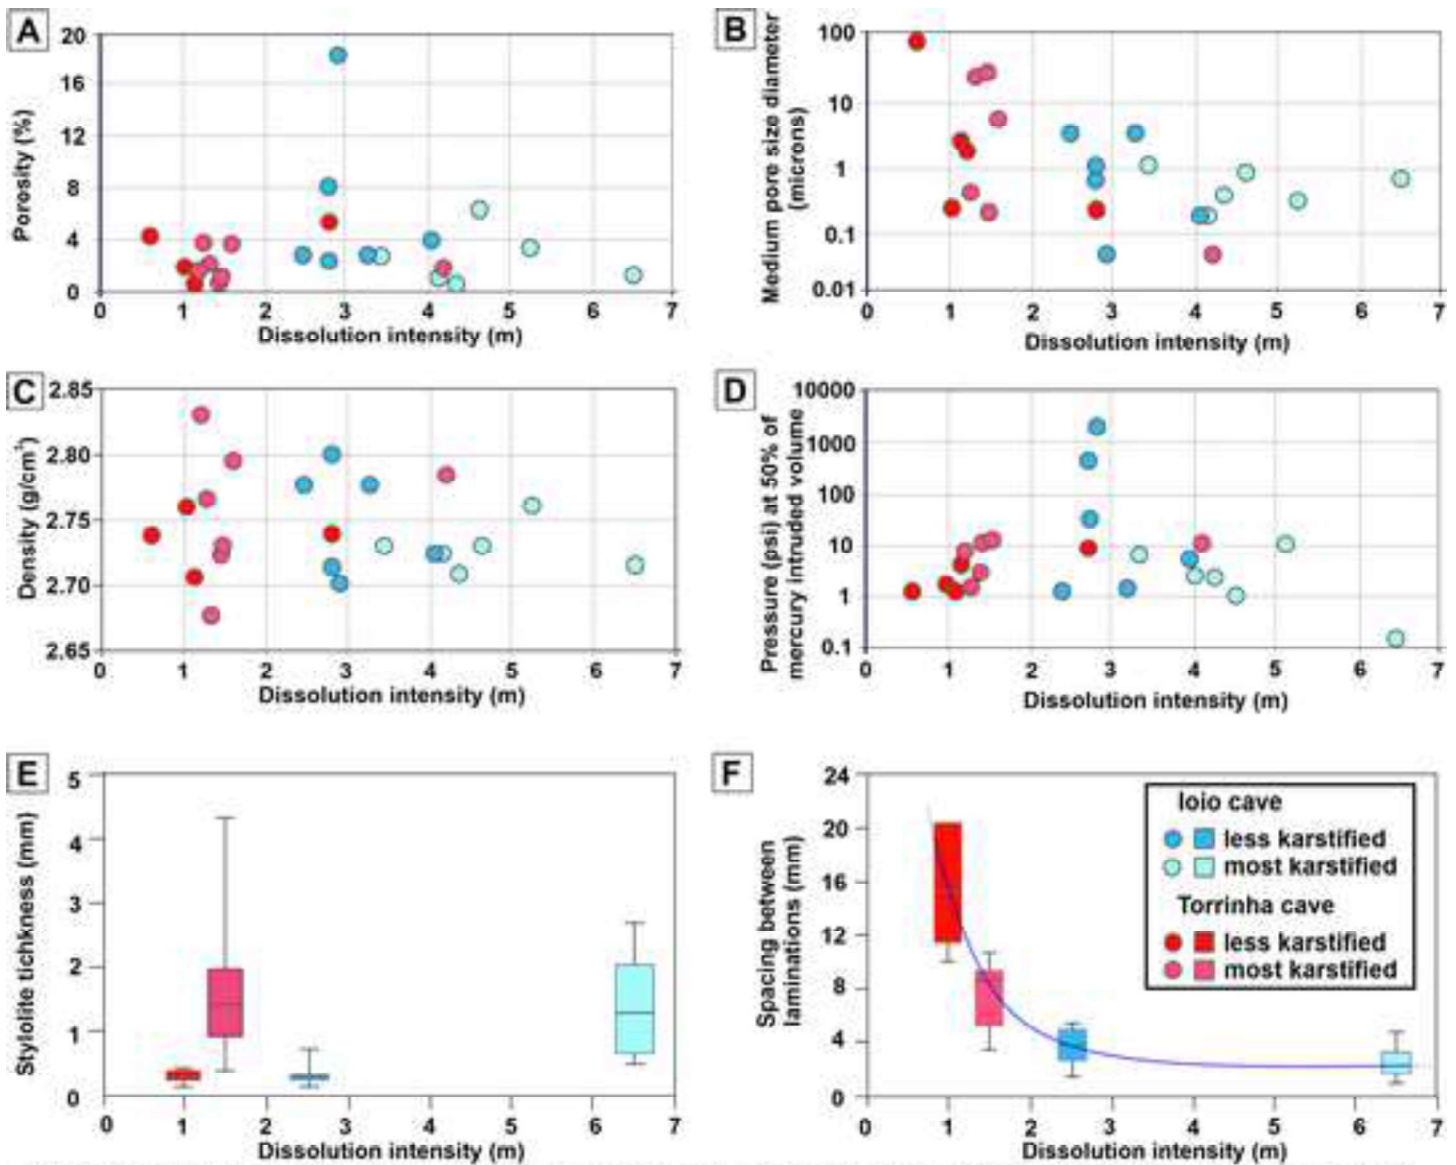 A
20
16
12
8
4
0
Porosity (%)
0 1 2 3 4 5 6 7
Dissolution intensity (m)
B
100
10
1
0.1
0.01
Medium pore size diameter
(microns)
0 1 2 3 4 5 6 7
Dissolution intensity (m)
C
2.85
2.80
2.75
2.70
2.65
Density (g/cm³)
0 1 2 3 4 5 6 7
Dissolution intensity (m)
D
10000
1000
100
10
1
0.1
Pressure (psi) at 50% of
mercury intruded volume
0 1 2 3 4 5 6 7
Dissolution intensity (m)
E
5
4
3
2
1
0
Stylolite tichkness (mm)
0 1 2 3 4 5 6 7
Dissolution intensity (m)
F
24
20
16
12
8
4
0
Spacing between
laminations (mm)
0 1 2 3 4 5 6 7
Dissolution intensity (m)
Ioio cave
less karstified
most karstified
Torrinha cave
less karstified
most karstified